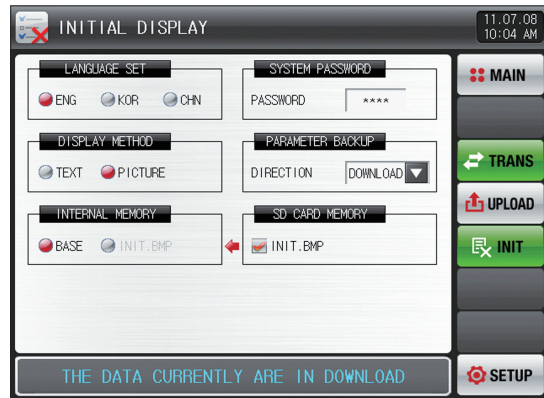 INITIAL DISPLAY
11.07.08
10:04 AM
LANGUAGE SET
ENG KOR CHN
SYSTEM PASSWORD
PASSWORD ****
DISPLAY METHOD
TEXT PICTURE
PARAMETER BACKUP
DIRECTION DOWNLOAD
INTERNAL MEMORY
BASE INIT.BMP
SD CARD MEMORY
INIT.BMP
THE DATA CURRENTLY ARE IN DOWNLOAD
MAIN
TRANS
UPLOAD
INIT
SETUP